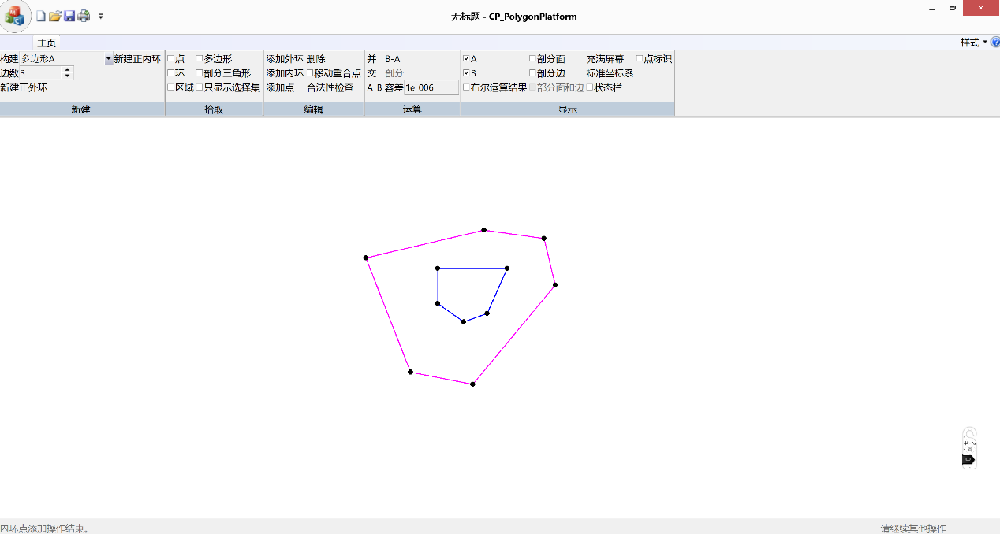 无标题 - CP_PolygonPlatform
主页
样式
构建 多边形A 新建正内环
边数 3
新建正外环
新建
点 多边形
环 剖分三角形
区域 只显示选择集
拾取
添加外环 删除
添加内环 移动重合点
添加点 合法性检查
编辑
并 B-A
交 剖分
A B 容差 1e 006
运算
A 剖分面 充满屏幕 点标识
B 剖分边 标准坐标系
布尔运算结果 部分面和边 状态栏
显示
简
中
内环点添加操作结束。
请继续其他操作